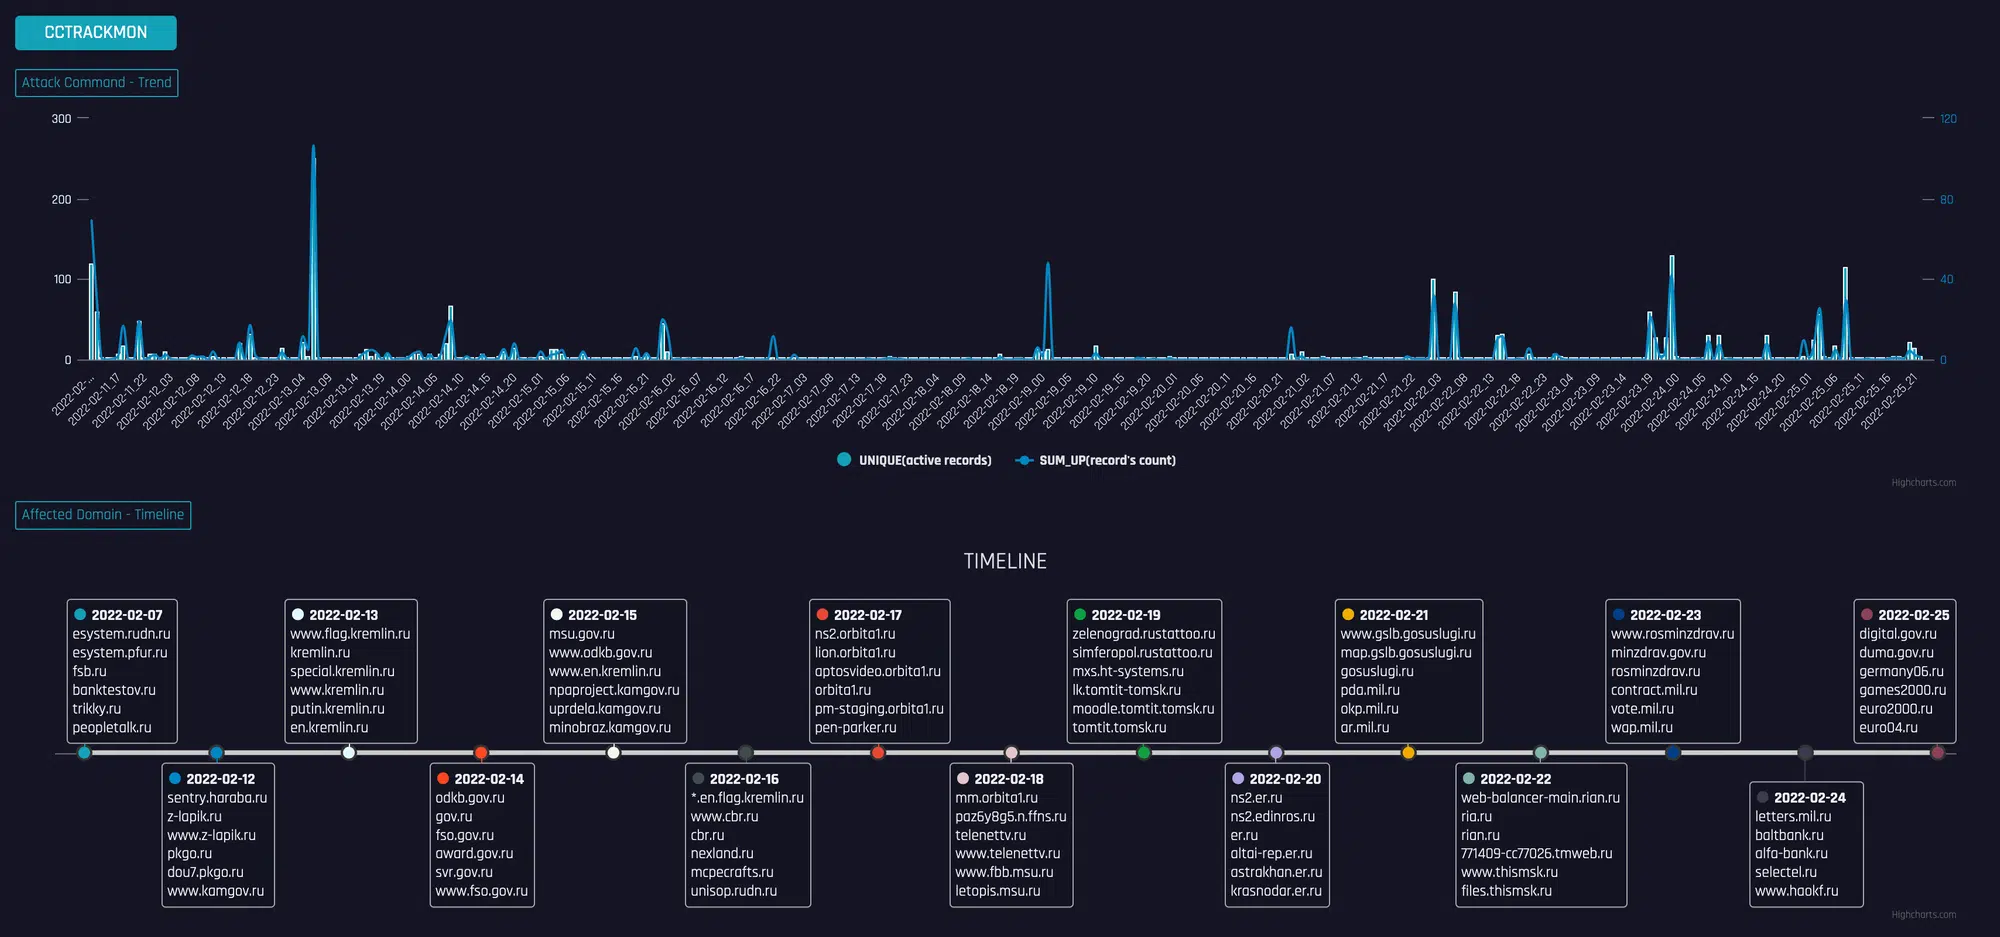 CCTRACKMON
Attack Command - Trend
300
200
100
0
120
80
40
0
2022-02-...
2022-02-11_17
2022-02-11_22
2022-02-12_03
2022-02-12_08
2022-02-12_13
2022-02-12_18
2022-02-12_23
2022-02-13_04
2022-02-13_09
2022-02-13_14
2022-02-13_19
2022-02-14_00
2022-02-14_05
2022-02-14_10
2022-02-14_15
2022-02-14_20
2022-02-15_01
2022-02-15_06
2022-02-15_11
2022-02-15_16
2022-02-15_21
2022-02-16_02
2022-02-16_07
2022-02-16_12
2022-02-16_17
2022-02-16_22
2022-02-17_03
2022-02-17_08
2022-02-17_13
2022-02-17_18
2022-02-17_23
2022-02-18_04
2022-02-18_09
2022-02-18_14
2022-02-18_19
2022-02-19_00
2022-02-19_05
2022-02-19_10
2022-02-19_15
2022-02-19_20
2022-02-20_01
2022-02-20_06
2022-02-20_11
2022-02-20_16
2022-02-20_21
2022-02-21_02
2022-02-21_07
2022-02-21_12
2022-02-21_17
2022-02-21_22
2022-02-22_03
2022-02-22_08
2022-02-22_13
2022-02-22_18
2022-02-22_23
2022-02-23_04
2022-02-23_09
2022-02-23_14
2022-02-23_19
2022-02-24_00
2022-02-24_05
2022-02-24_10
2022-02-24_15
2022-02-24_20
2022-02-25_01
2022-02-25_06
2022-02-25_11
2022-02-25_16
2022-02-25_21
UNIQUE(active records)
SUM_UP(record's count)
Highcharts.com
Affected Domain - Timeline
TIMELINE
2022-02-07
esystem.rudn.ru
esystem.pfur.ru
fsb.ru
banktestov.ru
trikky.ru
peopletalk.ru
2022-02-12
sentry.haraba.ru
z-lapik.ru
www.z-lapik.ru
pkgo.ru
dou7.pkgo.ru
www.kamgov.ru
2022-02-13
www.flag.kremlin.ru
kremlin.ru
special.kremlin.ru
www.kremlin.ru
putin.kremlin.ru
en.kremlin.ru
2022-02-14
odkb.gov.ru
gov.ru
fso.gov.ru
award.gov.ru
svr.gov.ru
www.fso.gov.ru
2022-02-15
msu.gov.ru
www.odkb.gov.ru
www.en.kremlin.ru
npaproject.kamgov.ru
uprdela.kamgov.ru
minobraz.kamgov.ru
2022-02-16
*.en.flag.kremlin.ru
www.cbr.ru
cbr.ru
nexland.ru
mcpecrafts.ru
unisop.rudn.ru
2022-02-17
ns2.orbita1.ru
lion.orbita1.ru
aptosvideo.orbita1.ru
orbita1.ru
pm-staging.orbita1.ru
pen-parker.ru
2022-02-18
mm.orbita1.ru
paz6y8g5.n.ffns.ru
telenettv.ru
www.telenettv.ru
www.fbb.msu.ru
letopis.msu.ru
2022-02-19
zelenograd.rustattoo.ru
simferopol.rustattoo.ru
mxs.ht-systems.ru
lk.tomtit-tomsk.ru
moodle.tomtit.tomsk.ru
tomtit.tomsk.ru
2022-02-20
ns2.er.ru
ns2.edinros.ru
er.ru
altai-rep.er.ru
astrakhan.er.ru
krasnodar.er.ru
2022-02-21
www.gslb.gosuslugi.ru
map.gslb.gosuslugi.ru
gosuslugi.ru
pda.mil.ru
okp.mil.ru
ar.mil.ru
2022-02-22
web-balancer-main.rian.ru
ria.ru
rian.ru
771409-cc77026.tmweb.ru
www.thismsk.ru
files.thismsk.ru
2022-02-23
www.rosminzdrav.ru
minzdrav.gov.ru
rosminzdrav.ru
contract.mil.ru
vote.mil.ru
wap.mil.ru
2022-02-24
letters.mil.ru
baltbank.ru
alfa-bank.ru
selectel.ru
www.haokf.ru
2022-02-25
digital.gov.ru
duma.gov.ru
germany06.ru
games2000.ru
euro2000.ru
euro04.ru
Highcharts.com